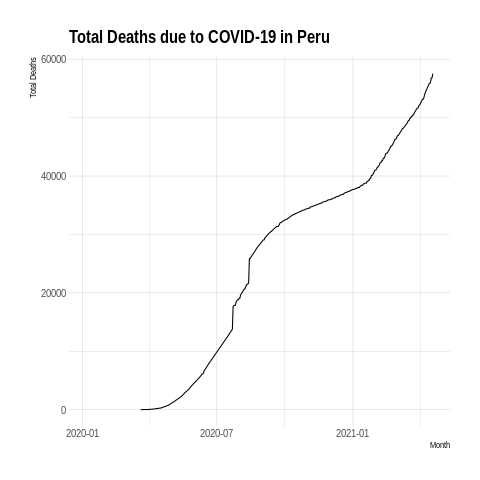 Total Deaths due to COVID-19 in Peru
Total Deaths
60000
40000
20000
0
2020-01 2020-07 2021-01
Month